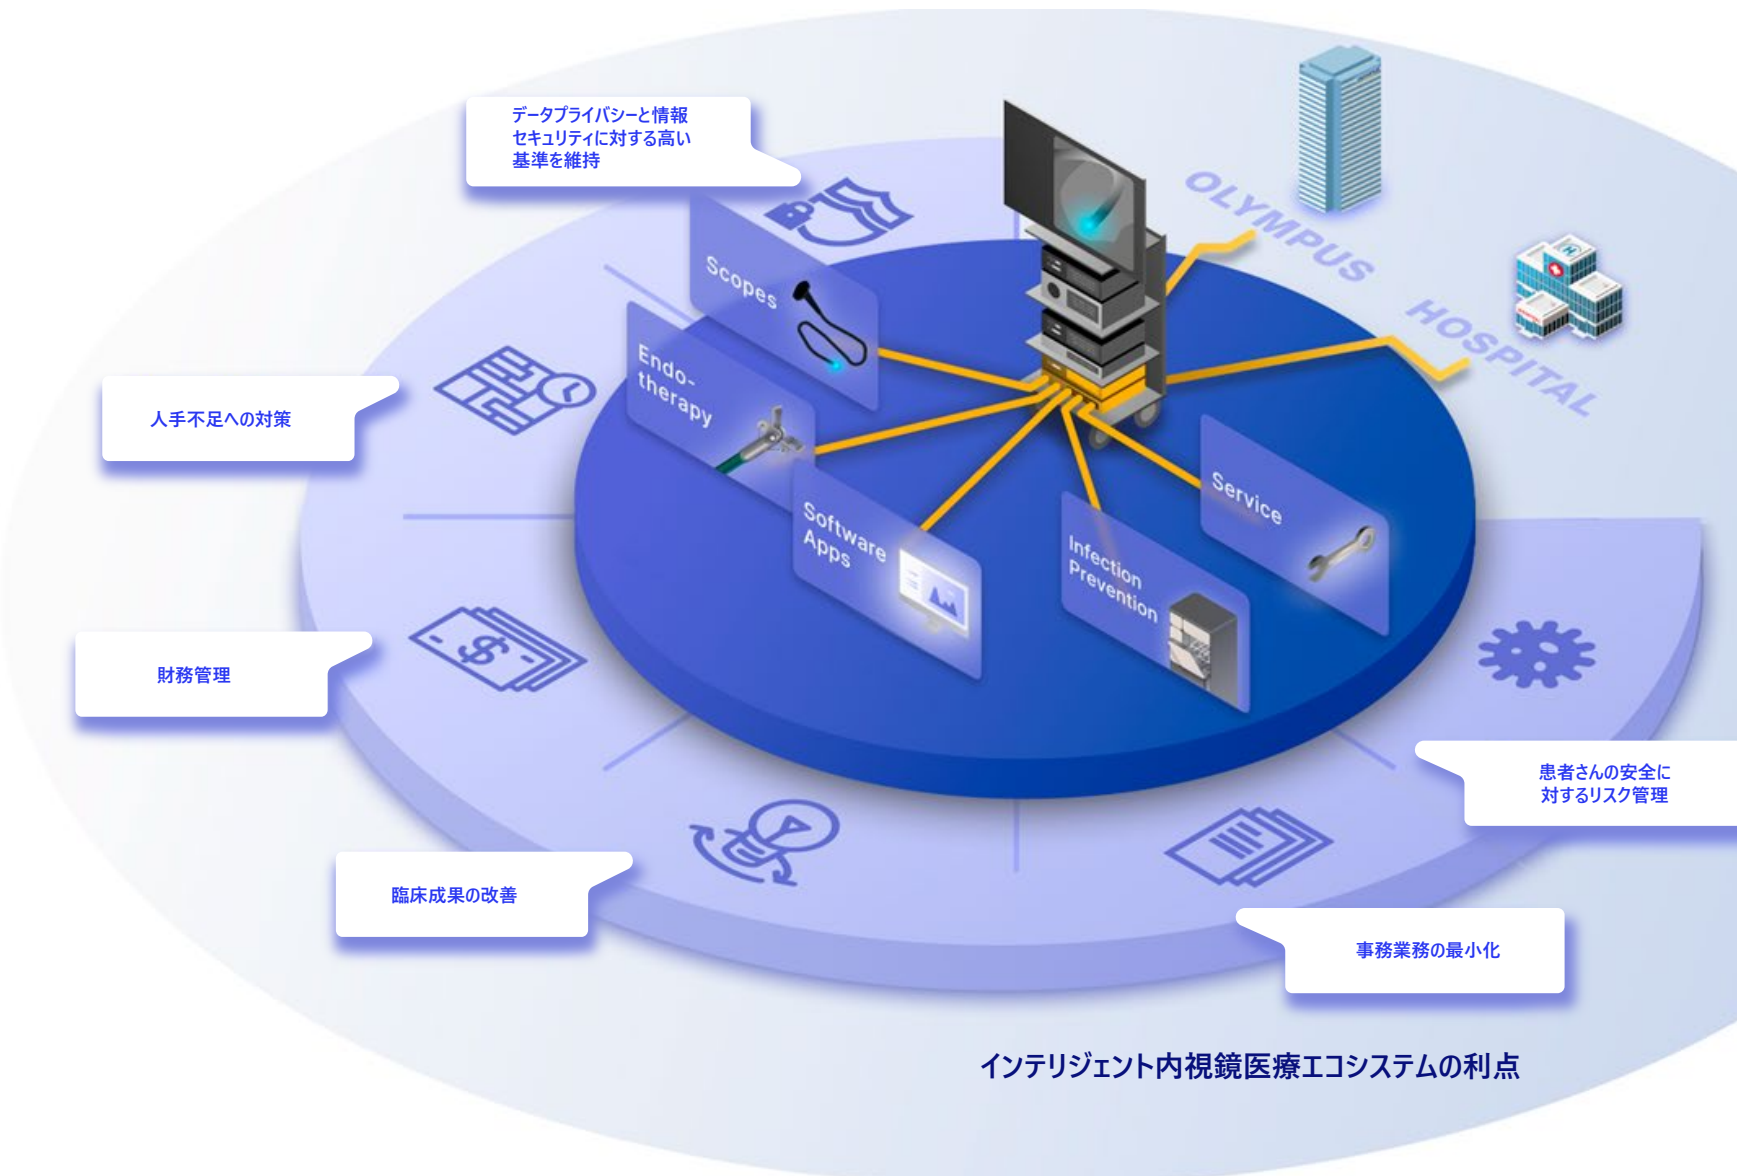 データプライバシーと情報
セキュリティに対する高い
基準を維持
OLYMPUS
HOSPITAL
H
Scopes
Endo-
therapy
人手不足への対策
Service
Software
Apps
Infection
Prevention
$
財務管理
患者さんの安全に
対するリスク管理
臨床成果の改善
事務業務の最小化
インテリジェント内視鏡医療エコシステムの利点